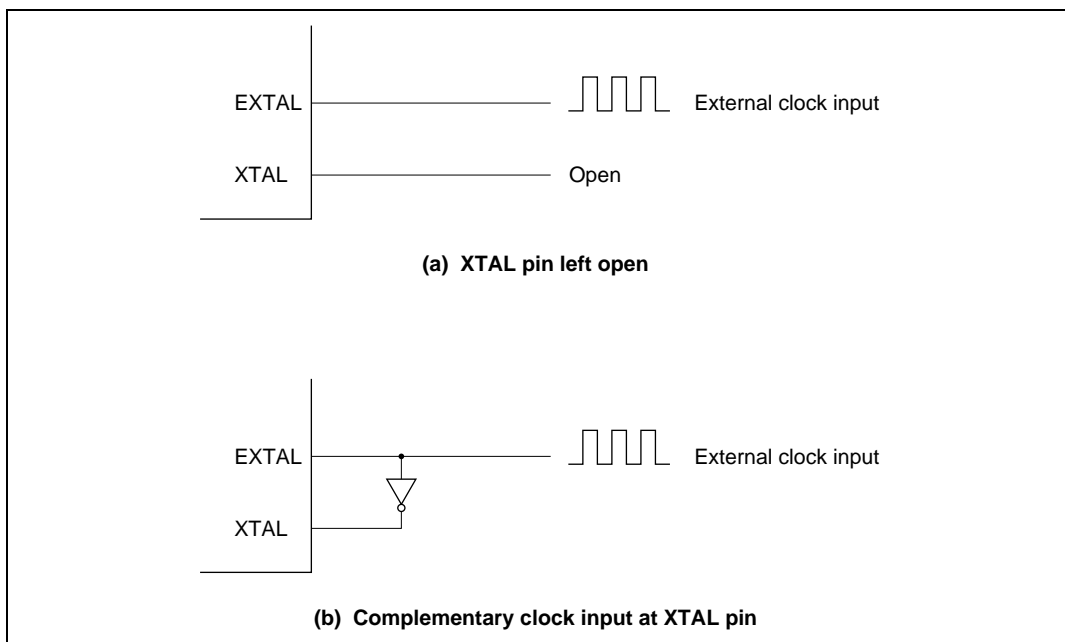 EXTAL
External clock input
XTAL
Open
(a) XTAL pin left open
EXTAL
External clock input
XTAL
(b) Complementary clock input at XTAL pin